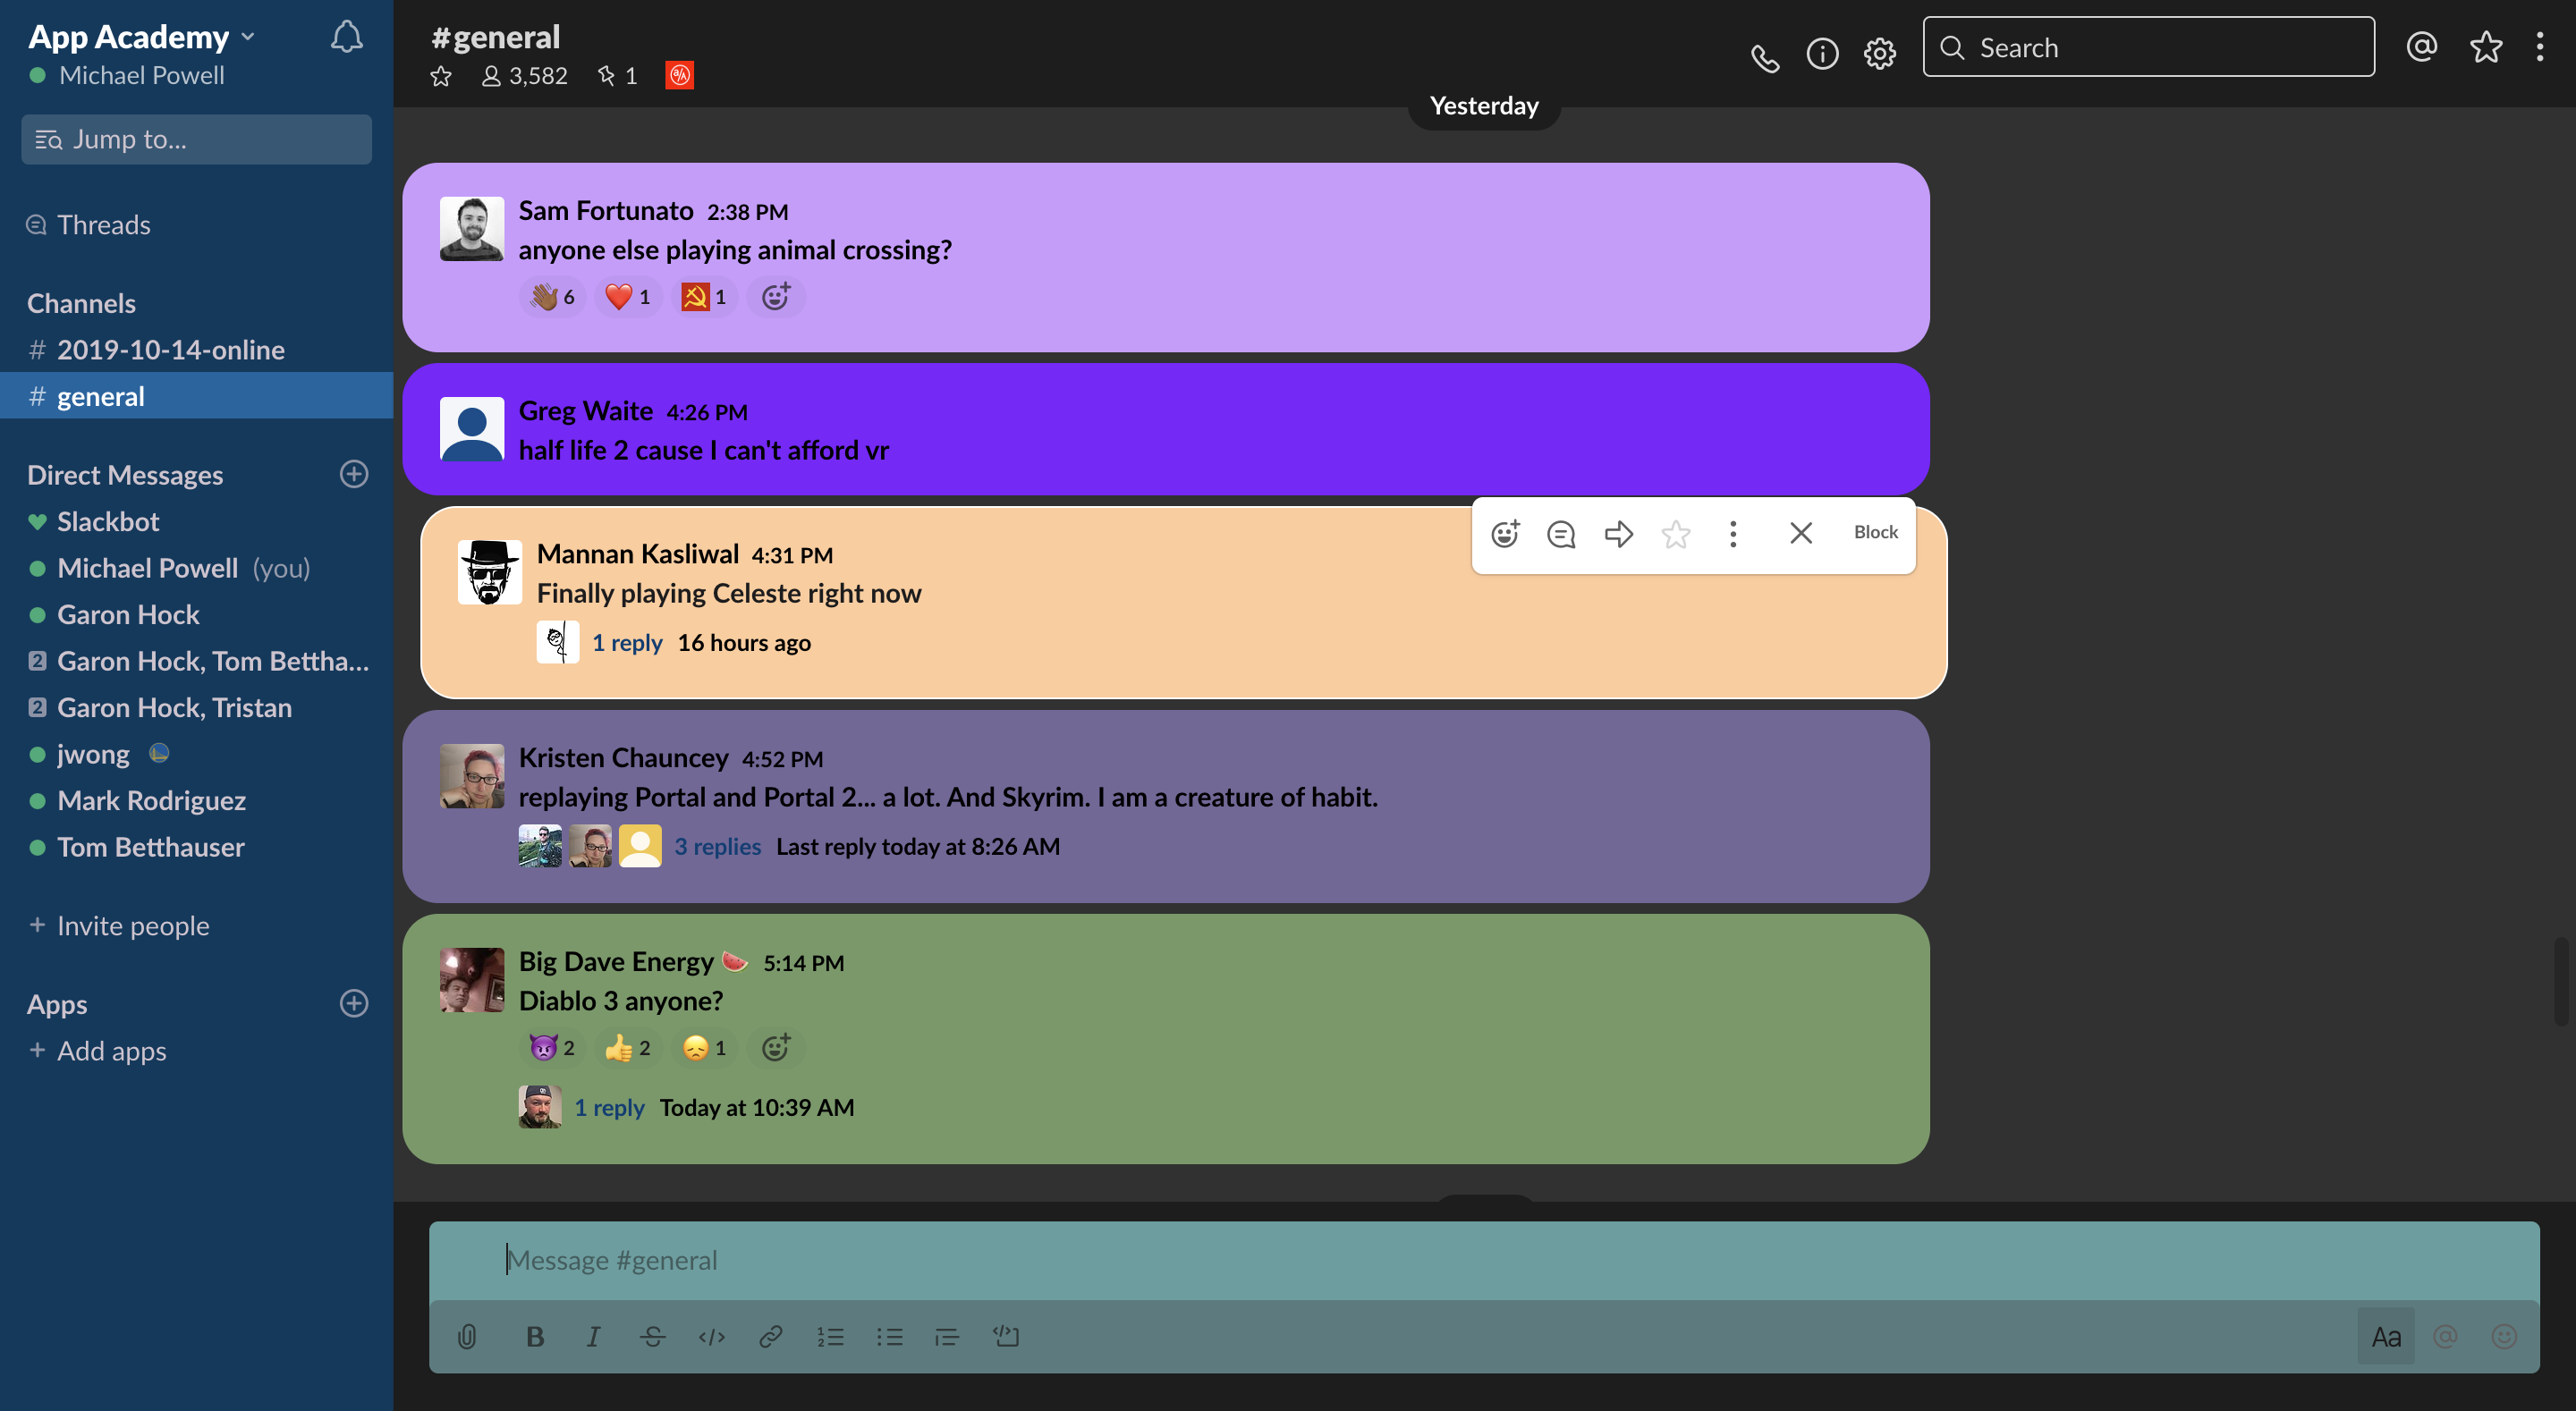 App Academy
Michael Powell
Jump to...
Threads
Channels
# 2019-10-14-online
# general
Direct Messages
Slackbot
Michael Powell (you)
Garon Hock
2 Garon Hock, Tom Bettha...
2 Garon Hock, Tristan
jwong
Mark Rodriguez
Tom Betthauser
+ Invite people
Apps
+ Add apps
#general
3,582 1 a/A
Search
Yesterday
Sam Fortunato 2:38 PM
anyone else playing animal crossing?
6 1 1
Greg Waite 4:26 PM
half life 2 cause I can't afford vr
Block
Mannan Kasliwal 4:31 PM
Finally playing Celeste right now
1 reply 16 hours ago
Kristen Chauncey 4:52 PM
replaying Portal and Portal 2... a lot. And Skyrim. I am a creature of habit.
3 replies Last reply today at 8:26 AM
Big Dave Energy 5:14 PM
Diablo 3 anyone?
2 2 1
1 reply Today at 10:39 AM
Message #general
B I S </> Aa @